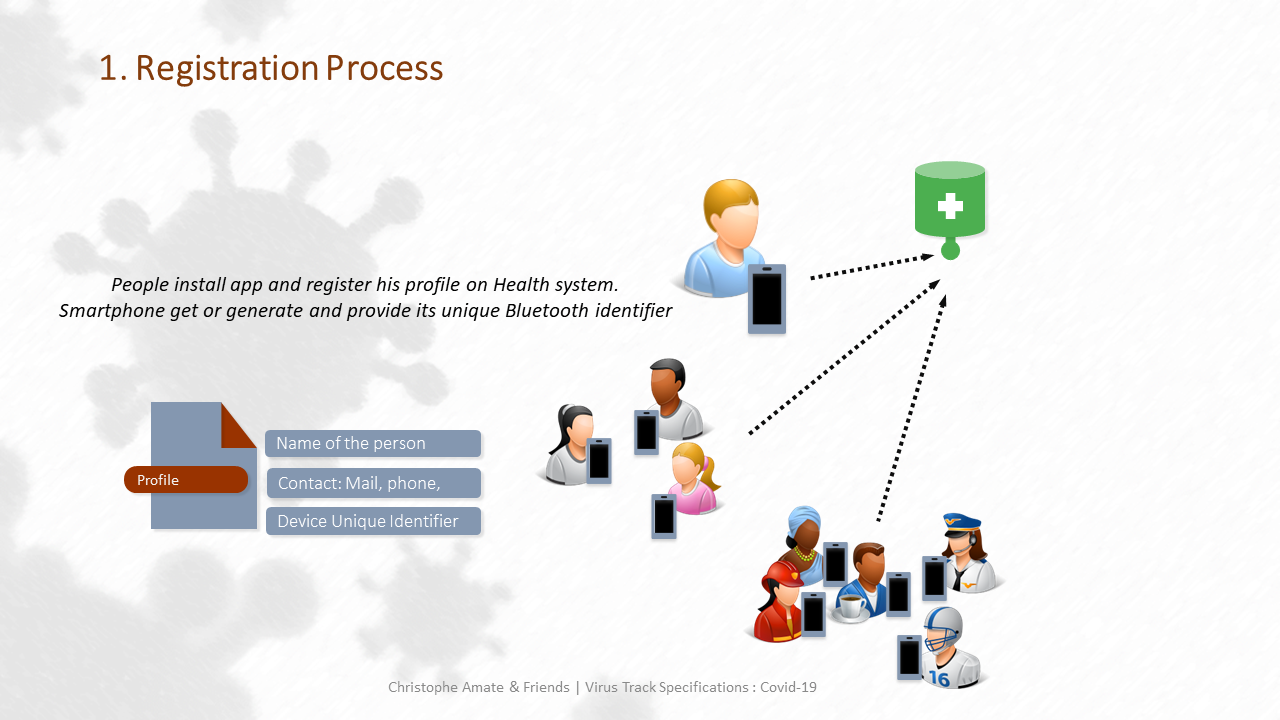 1. Registration Process
People install app and register his profile on Health system.
Smartphone get or generate and provide its unique Bluetooth identifier
Profile
Name of the person
Contact: Mail, phone,
Device Unique Identifier
16
Christophe Amate & Friends | Virus Track Specifications : Covid-19